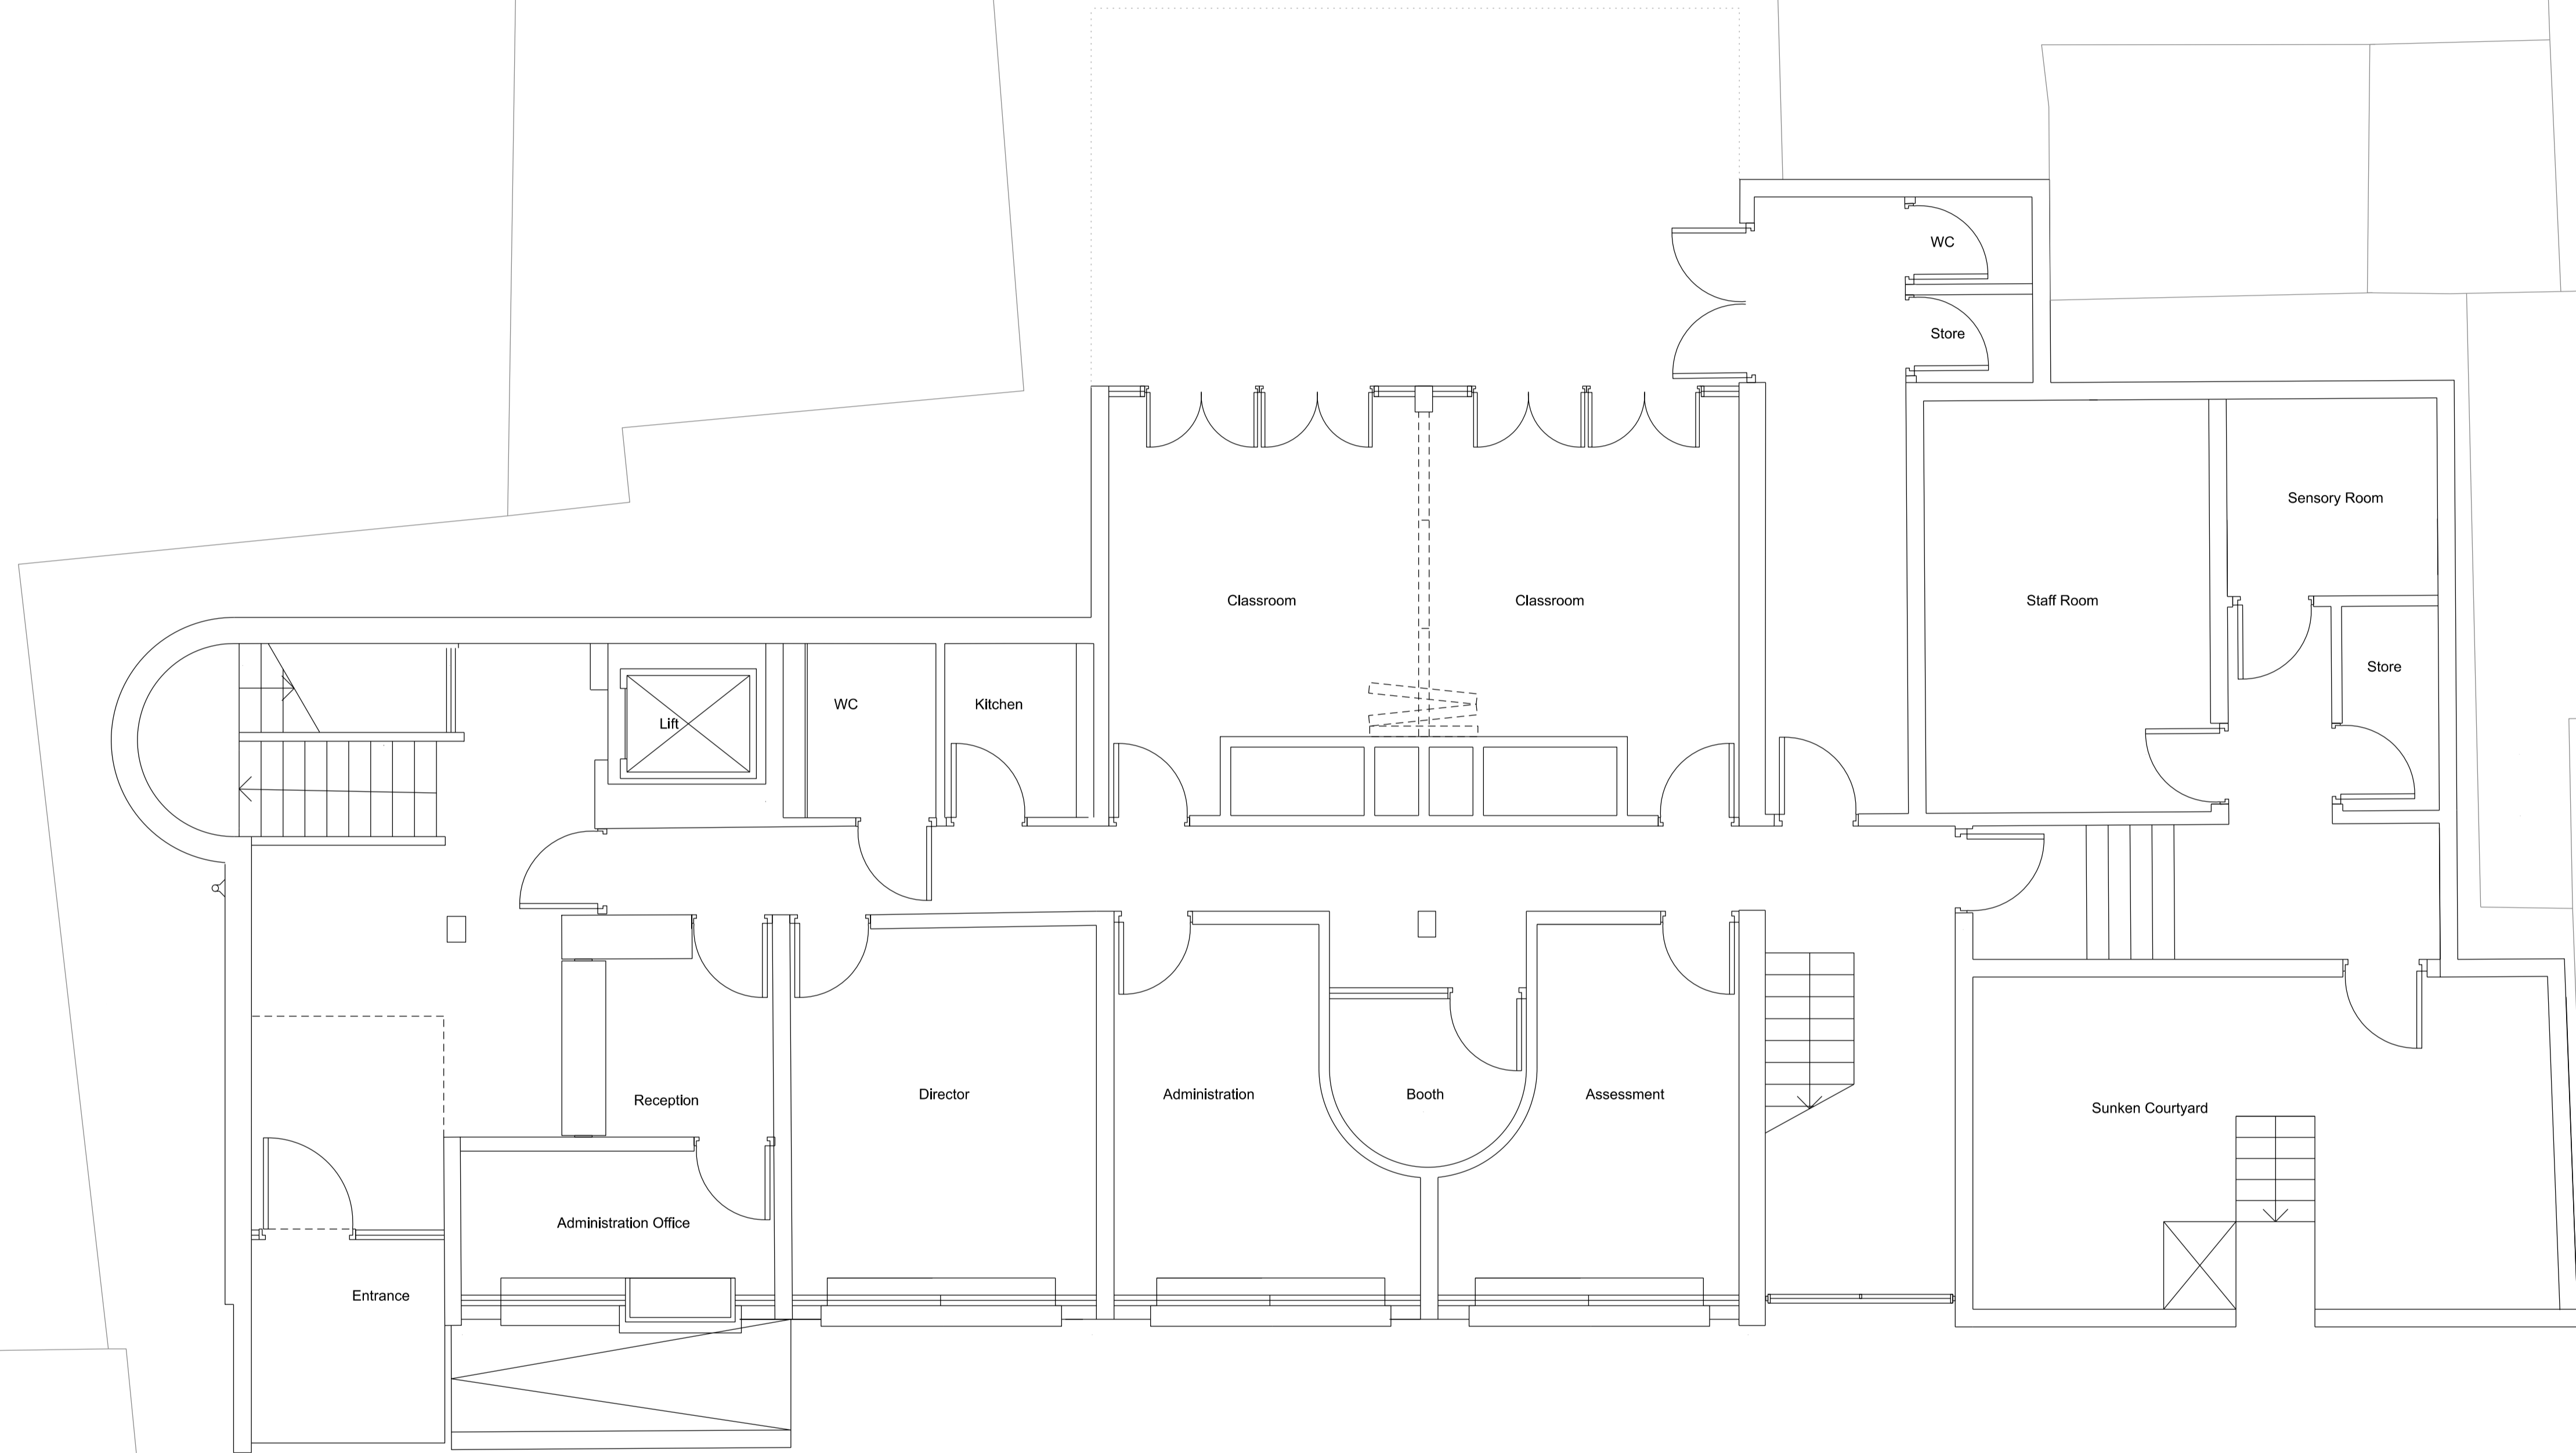 WC
Store
Sensory Room
Classroom
Classroom
Staff Room
Store
Lift
WC
KItchen
Reception
Director
Administration
Booth
Assessment
Sunken Courtyard
Administration Office
Entrance